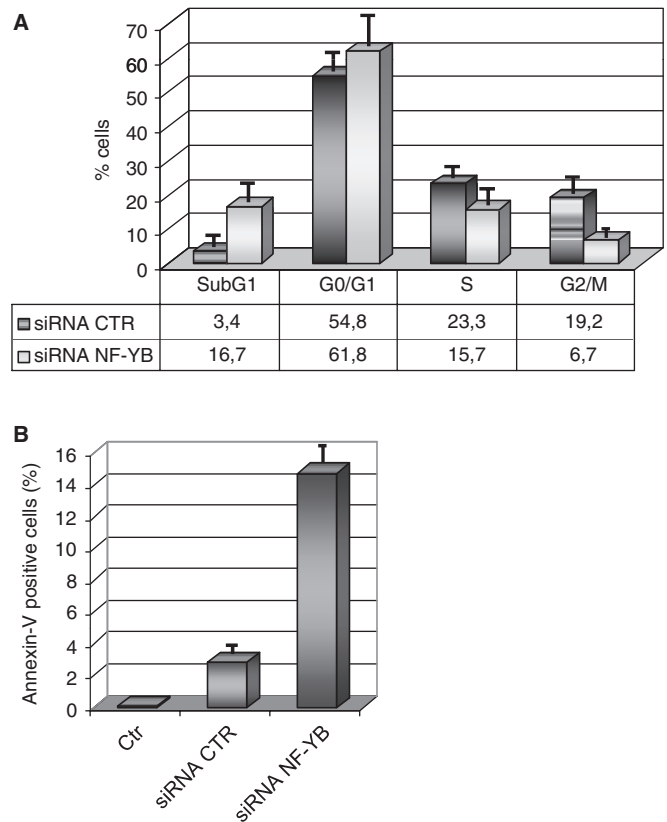 A
% cells
70
60
50
40
30
20
10
0
SubG1 G0/G1 S G2/M
siRNA CTR 3,4 54,8 23,3 19,2
siRNA NF-YB 16,7 61,8 15,7 6,7
B
Annexin-V positive cells (%)
16
14
12
10
8
6
4
2
0
Ctr
siRNA CTR
siRNA NF-YB